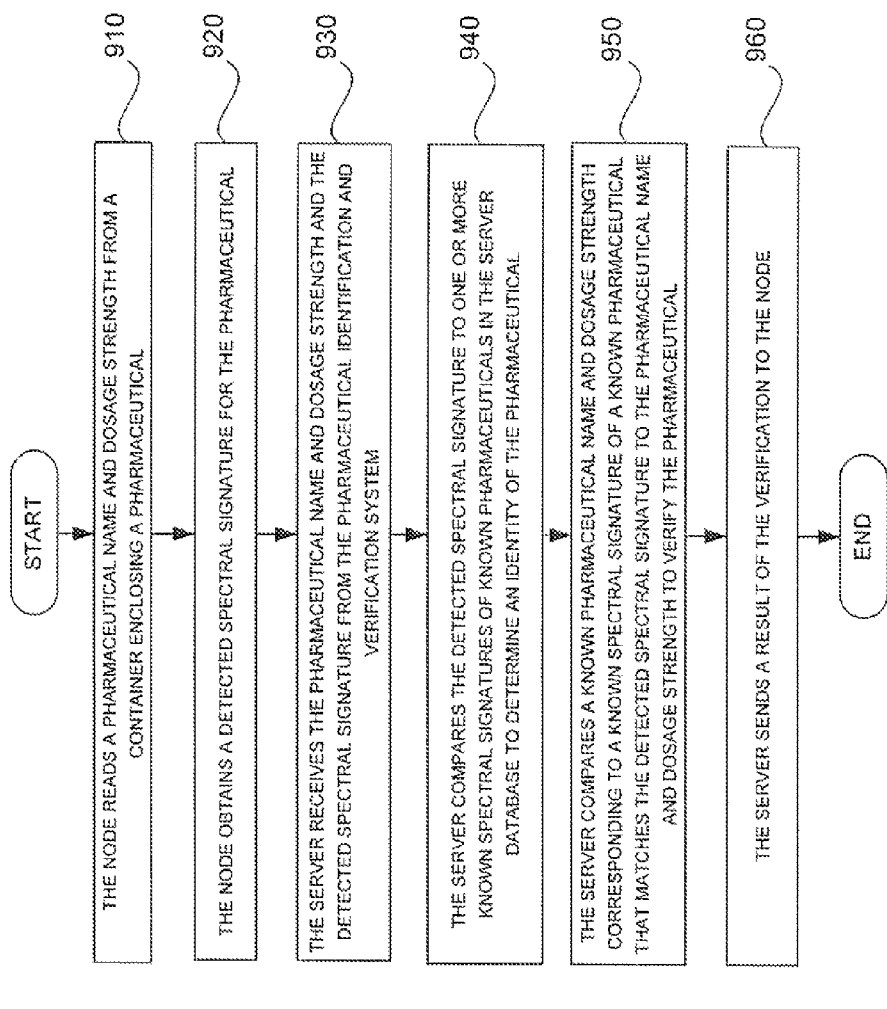 START
THE NODE READS A PHARMACEUTICAL NAME AND DOSAGE STRENGTH FROM A
CONTAINER ENCLOSING A PHARMACEUTICAL
910
THE NODE OBTAINS A DETECTED SPECTRAL SIGNATURE FOR THE PHARMACEUTICAL
920
THE SERVER RECEIVES THE PHARMACEUTICAL NAME AND DOSAGE STRENGTH AND THE
DETECTED SPECTRAL SIGNATURE FROM THE PHARMACEUTICAL IDENTIFICATION AND
VERIFICATION SYSTEM
930
THE SERVER COMPARES THE DETECTED SPECTRAL SIGNATURE TO ONE OR MORE
KNOWN SPECTRAL SIGNATURES OF KNOWN PHARMACEUTICALS IN THE SERVER
DATABASE TO DETERMINE AN IDENTITY OF THE PHARMACEUTICAL
940
THE SERVER COMPARES A KNOWN PHARMACEUTICAL NAME AND DOSAGE STRENGTH
CORRESPONDING TO A KNOWN SPECTRAL SIGNATURE OF A KNOWN PHARMACEUTICAL
THAT MATCHES THE DETECTED SPECTRAL SIGNATURE TO THE PHARMACEUTICAL NAME
AND DOSAGE STRENGTH TO VERIFY THE PHARMACEUTICAL
950
THE SERVER SENDS A RESULT OF THE VERIFICATION TO THE NODE
960
END